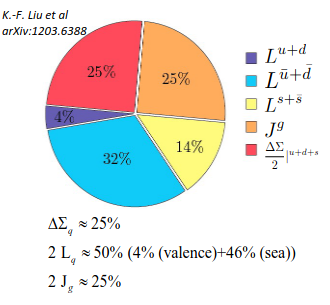 K.-F. Liu et al
arXiv:1203.6388
25%
25%
4%
32%
14%
L^{u+d}
L^{ū+d̄}
L^{s+s̄}
J^g
ΔΣ/2|^{u+d+s}
ΔΣ_q ≈ 25%
2 L_q ≈ 50% (4% (valence)+46% (sea))
2 J_g ≈ 25%